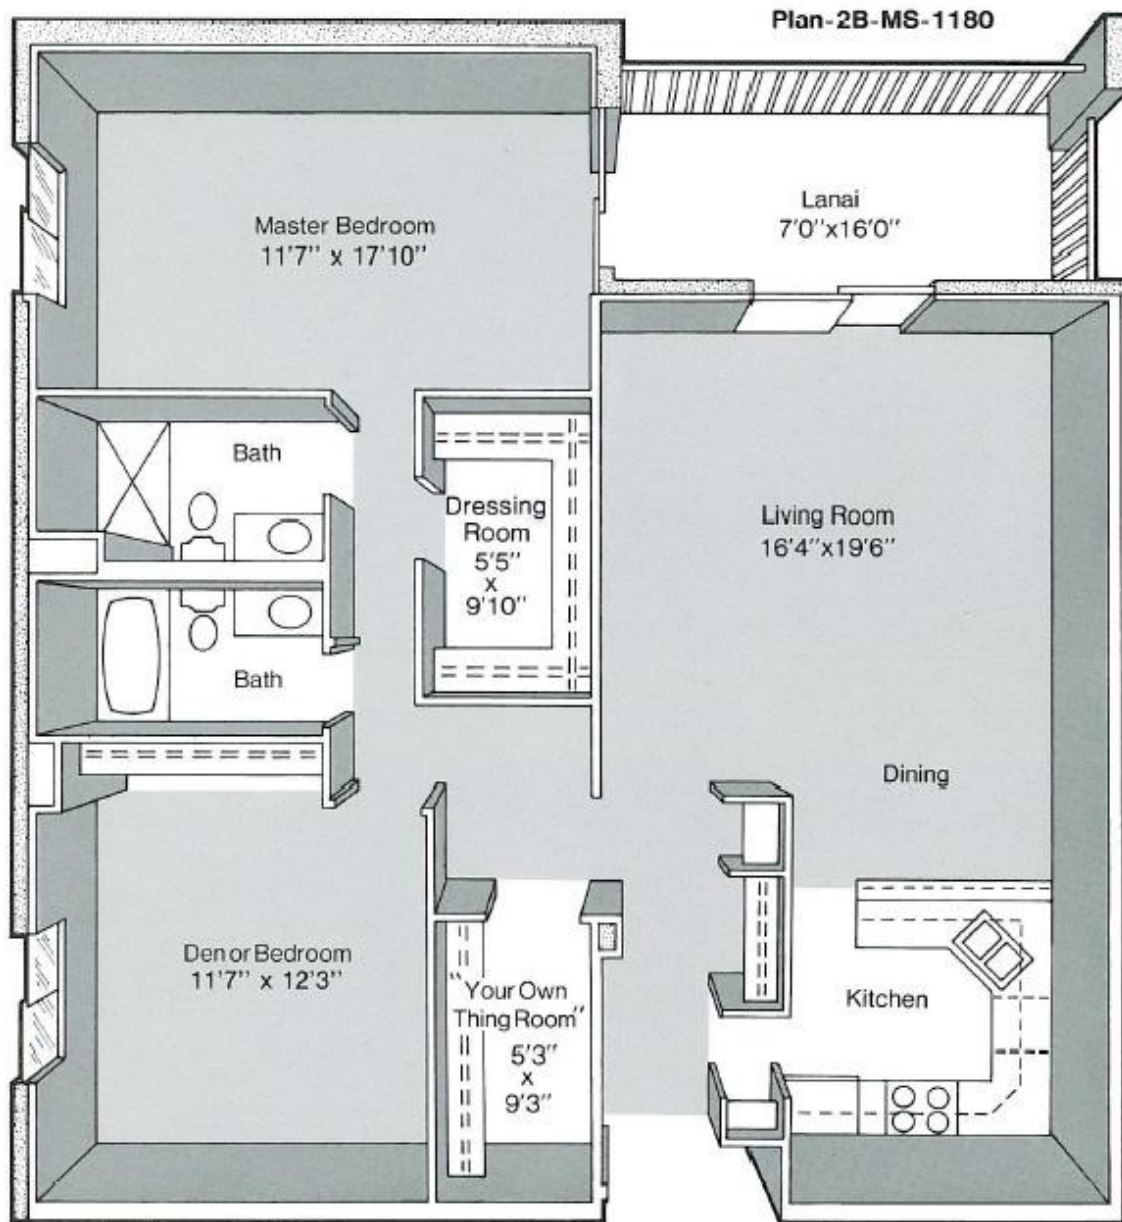 Plan-2B-MS-1180
Lanai
7'0"x16'0"
Master Bedroom
11'7" x 17'10"
Bath
Dressing
Room
5'5"
x
9'10"
Living Room
16'4"x19'6"
Bath
Dining
Den or Bedroom
11'7" x 12'3"
"Your Own
Thing Room"
5'3"
x
9'3"
Kitchen